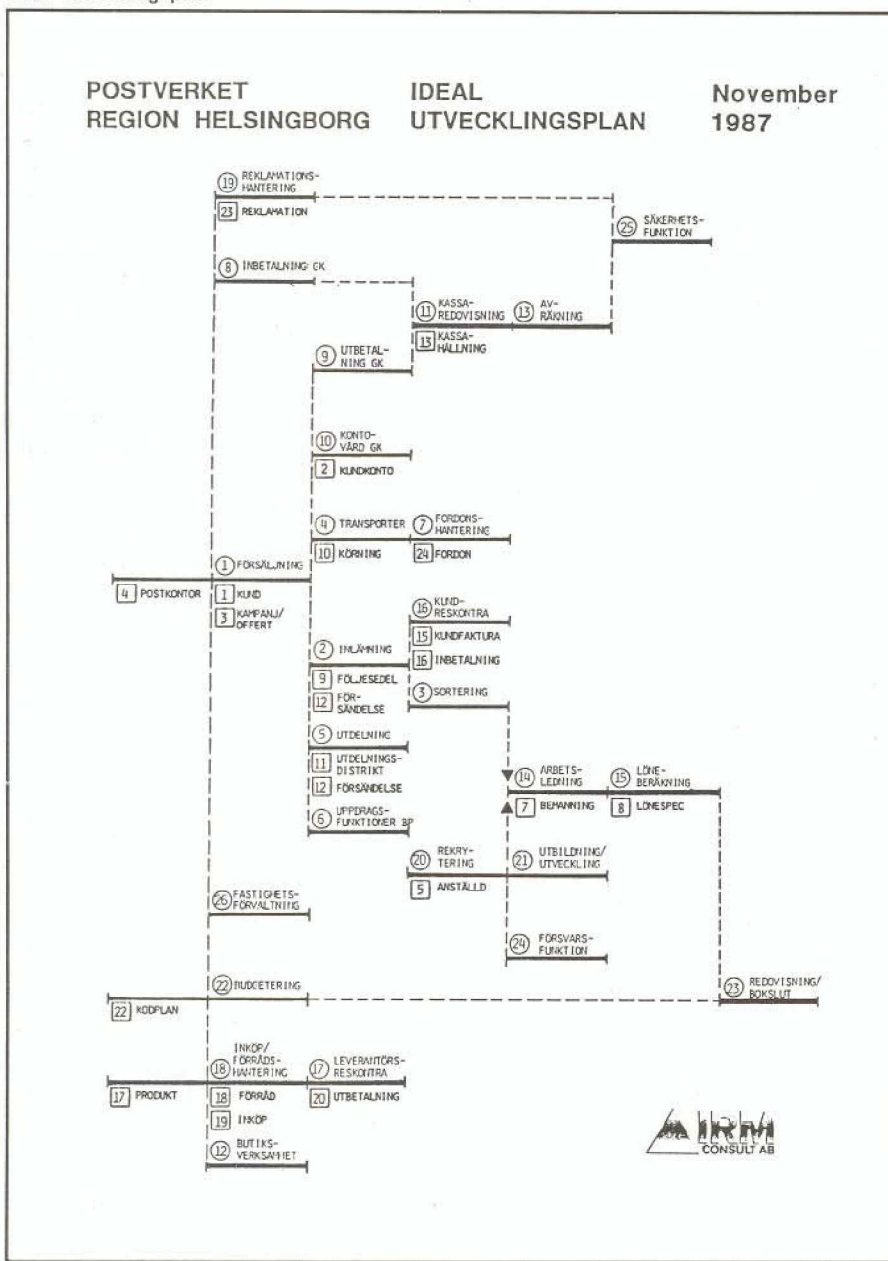 POSTVERKET IDEAL November
REGION HELSINGBORG UTVECKLINGSPLAN 1987
19 REKLAMATIONS-
HANTERING
23 REKLAMATION
25 SÄKERHETS-
FUNKTION
8 INBETALNING GK
11 KASSA-
REDOVISNING
13 AV-
RÄKNING
13 KASSA-
HÅLLNING
9 UTBETAL-
NING GK
10 KONTO-
VÅRD GK
2 KUNDKONTO
4 TRANSPORTER
7 FORDONS-
HANTERING
10 KÖRNING
24 FORDON
1 FÖRSÄLJNING
4 POSTKONTOR
1 KUND
3 KAMPANJ/
OFFERT
16 KUND-
RESKONTRA
15 KUNDFAKTURA
16 INBETALNING
2 INLÄMNING
9 FÖLJESEDEL
12 FÖR-
SÄNDELSE
3 SORTERING
5 UTDELNING
11 UTDELNINGS-
DISTRIKT
12 FÖRSÄNDELSE
14 ARBETS-
LEDNING
15 LÖNE-
BERÄKNING
7 BEMANNING
8 LÖNESPEC
6 UPPDRAGS-
FUNKTIONER BP
20 REKRY-
TERING
21 UTBILDNING/
UTVECKLING
5 ANSTÄLLD
26 FASTIGHETS-
FÖRVALTNING
24 FÖRSVARS-
FUNKTION
22 BUDGETERING
22 KODPLAN
23 REDOVISNING/
BOKSLUT
18 INKÖP/
FÖRRÅDS-
HANTERING
17 LEVERANTÖRS-
RESKONTRA
17 PRODUKT
18 FÖRRÅD
20 UTBETALNING
19 INKÖP
12 BUTIKS-
VERKSAMHET
IRM
CONSULT AB